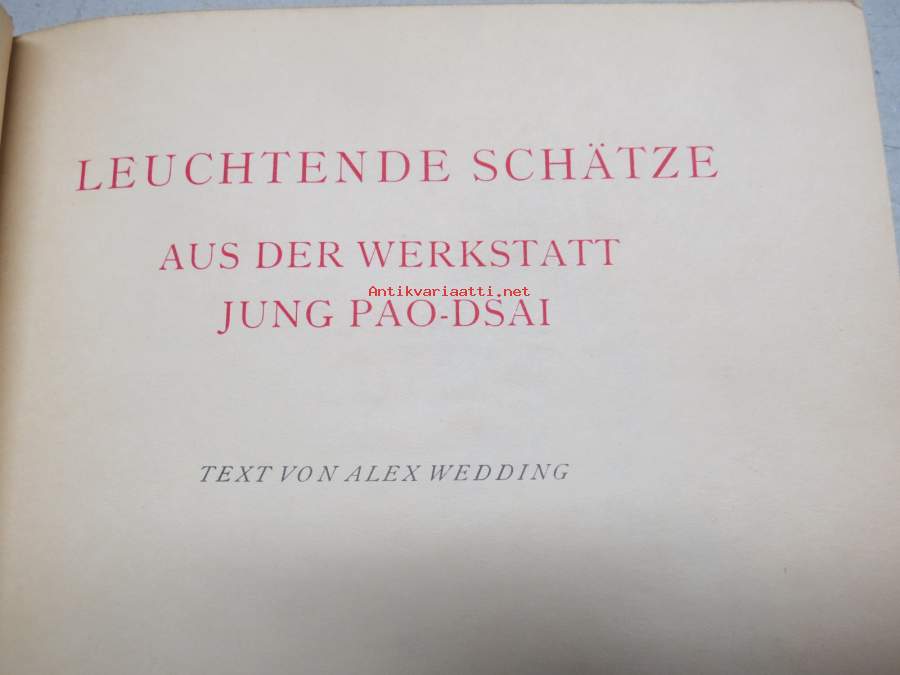 LEUCHTENDE SCHÄTZE
AUS DER WERKSTATT
Antikvariaatti.net
JUNG PAO-DSAI
TEXT VON ALEX WEDDING